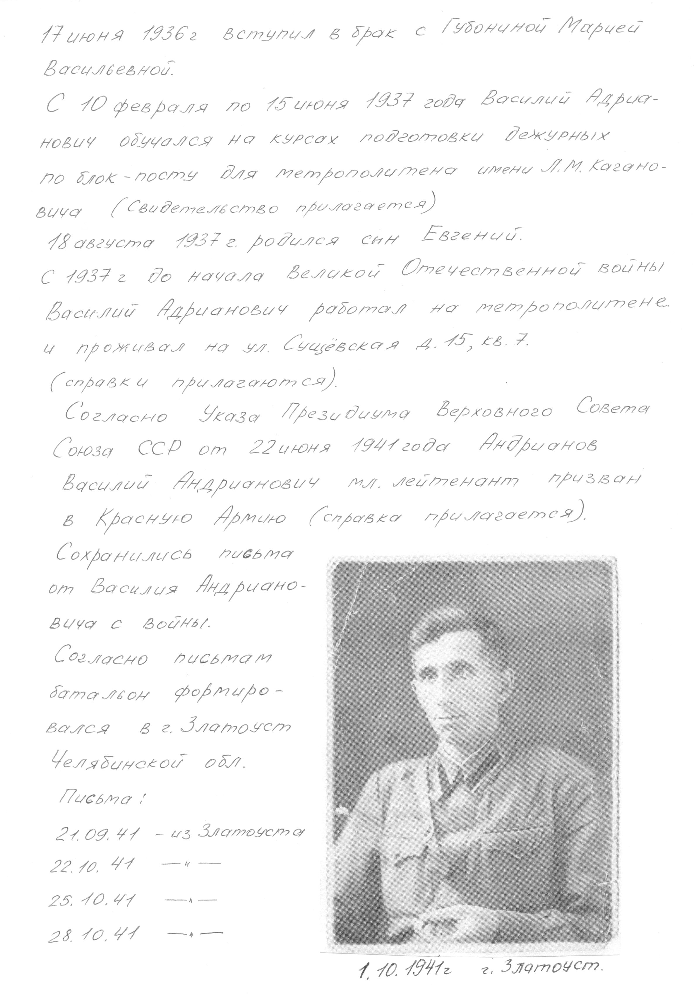 17 июня 1936 г вступил в брак с Губониной Марией
Васильевной.
С 10 февраля по 15 июня 1937 года Василий Адриа-
нович обучался на курсах подготовки дежурных
по блок-посту для метрополитена имени Л.М. Кагано-
вича (Свидетельство прилагается)
18 августа 1937 г. родился сын Евгений.
С 1937 г до начала Великой Отечественной войны
Василий Адрианович работал на метрополитене.
и проживал на ул. Сущёвская д. 15, кв. 7.
(справки прилагаются).
Согласно Указа Президиума Верховного Совета
Союза ССР от 22 июня 1941 года Андрианов
Василий Андрианович мл. лейтенант призван
в Красную Армию (справка прилагается).
Сохранились письма
от Василия Андриано-
вича с войны.
Согласно письмам
батальон формиро-
вался в г. Златоуст
Челябинской обл.
Письма:
21.09.41 - из Златоуста
22.10.41 —"—
25.10.41 —"—
28.10.41 —"—
1.10.1941г г. Златоуст.